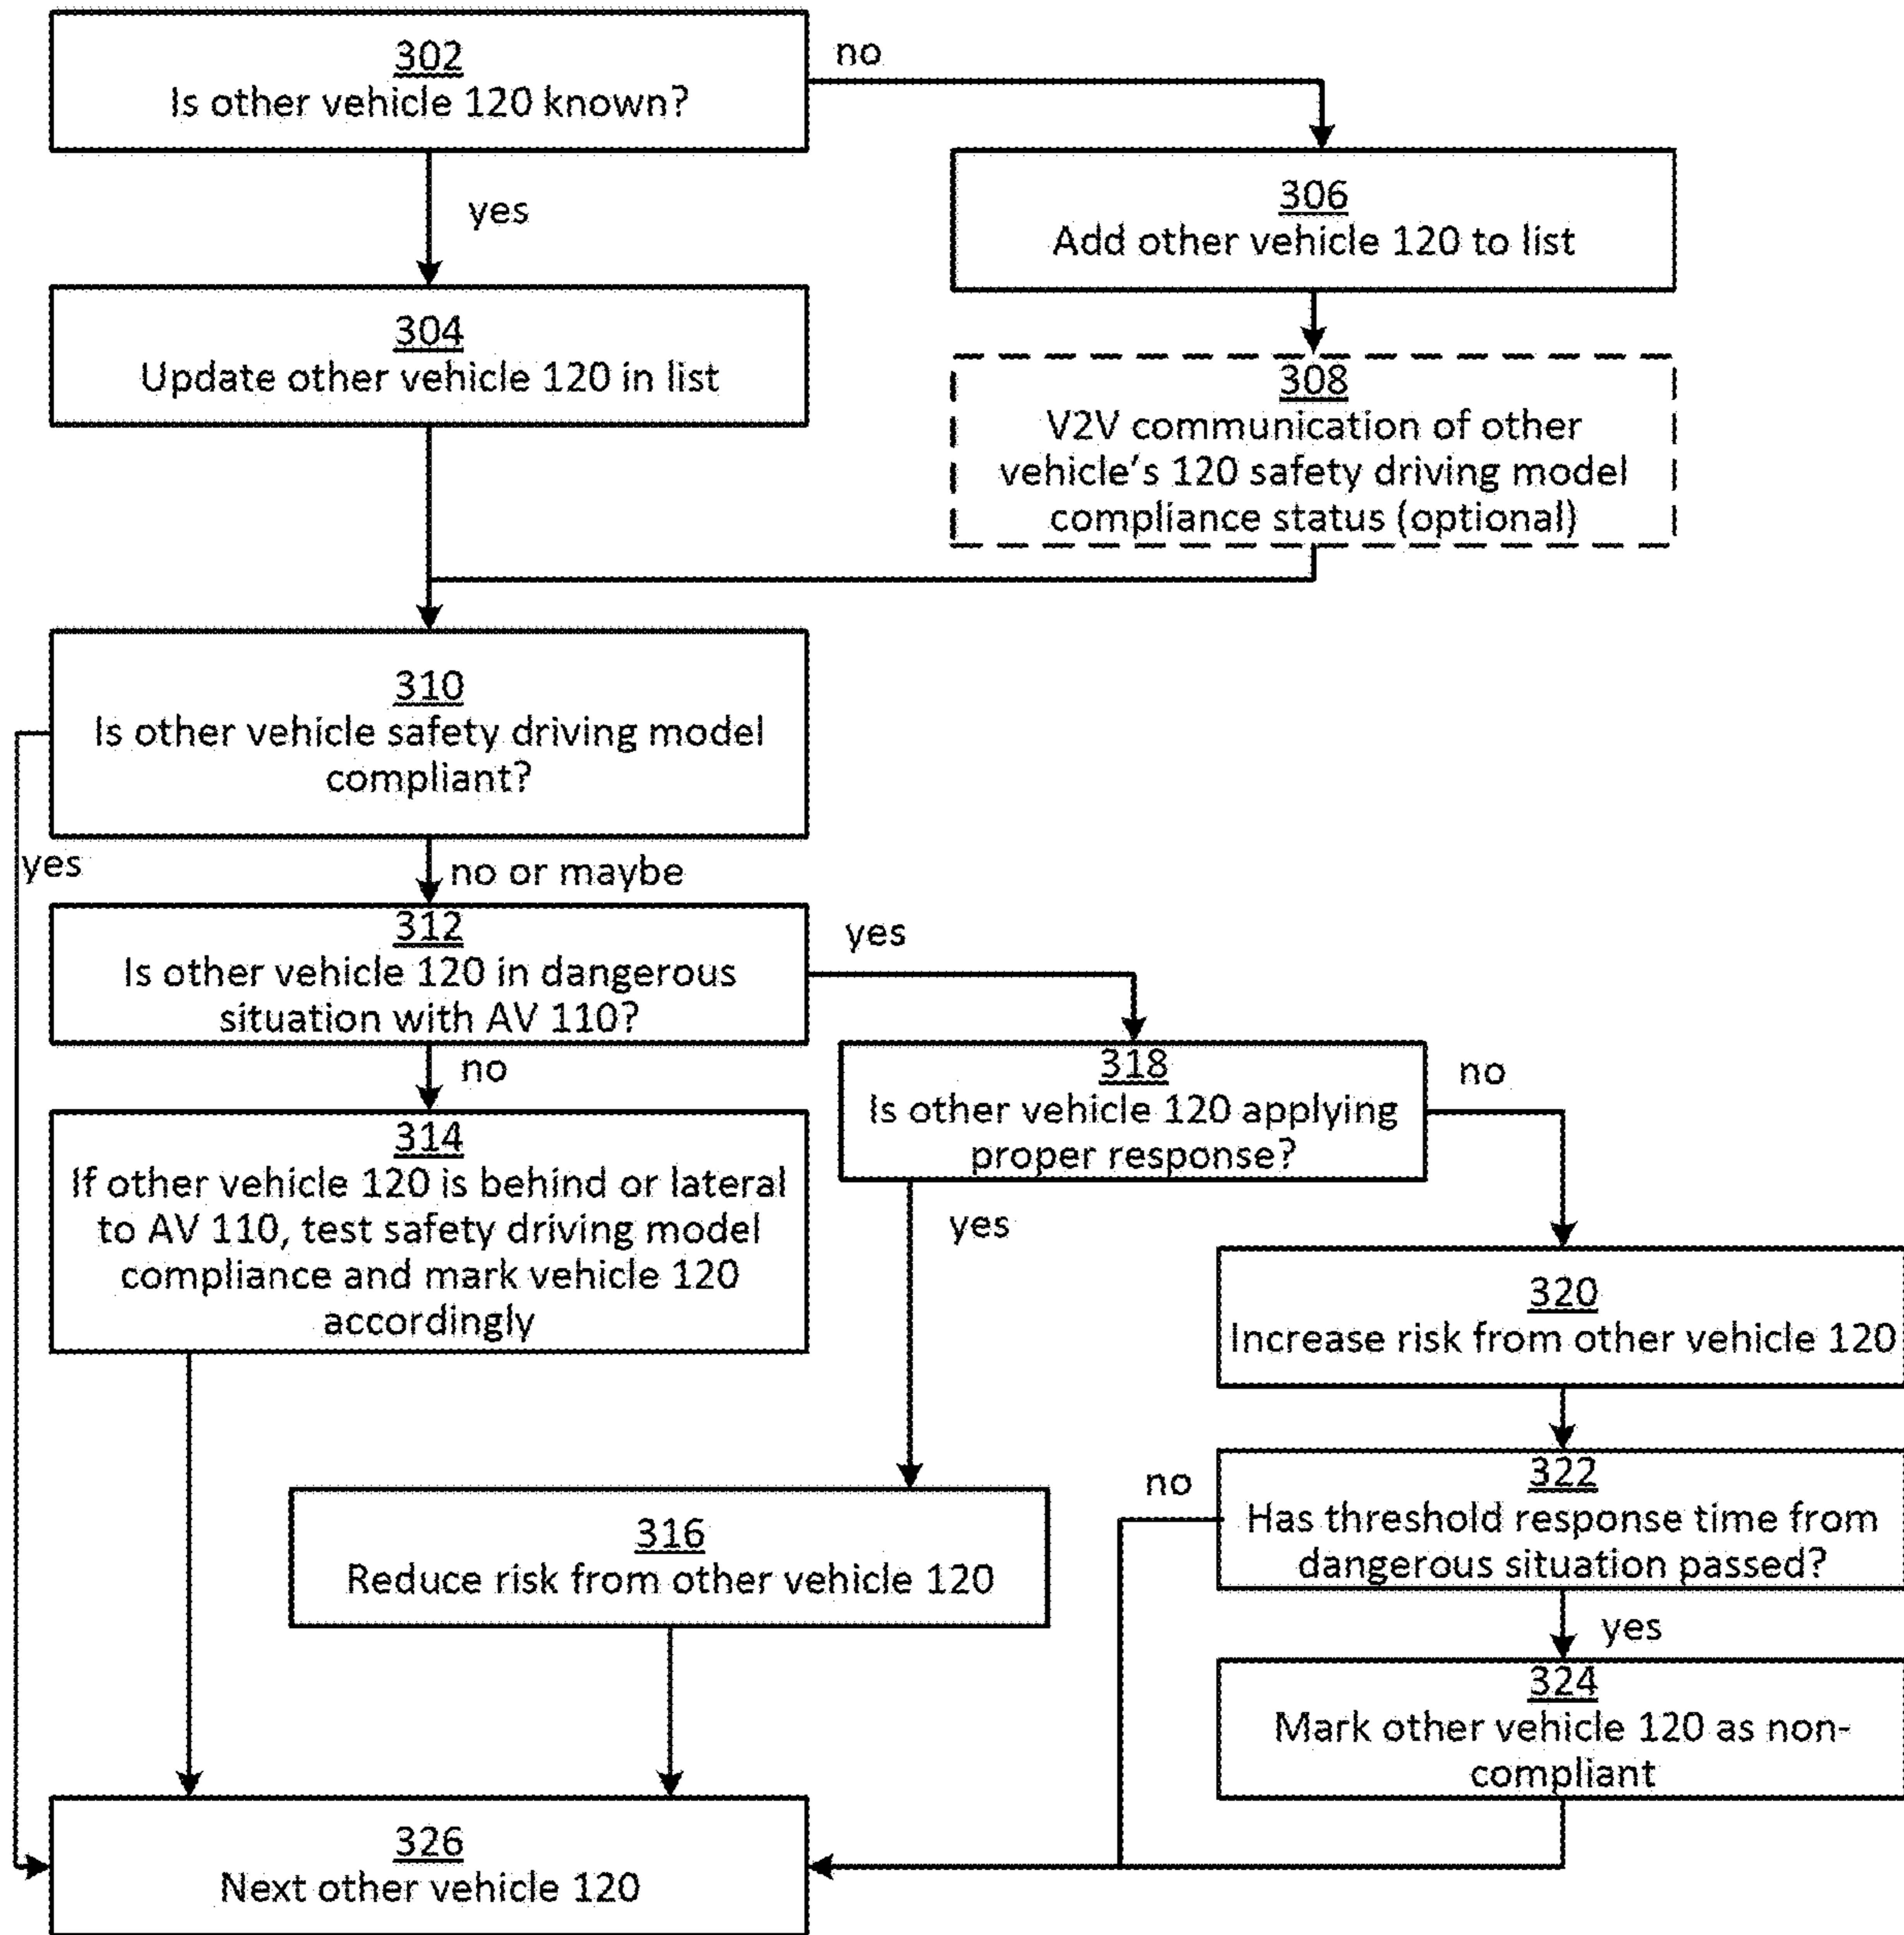 302
Is other vehicle 120 known?
no
yes
306
Add other vehicle 120 to list
304
Update other vehicle 120 in list
308
V2V communication of other
vehicle's 120 safety driving model
compliance status (optional)
310
Is other vehicle safety driving model
compliant?
yes
no or maybe
312
Is other vehicle 120 in dangerous
situation with AV 110?
yes
no
318
Is other vehicle 120 applying
proper response?
no
yes
314
If other vehicle 120 is behind or lateral
to AV 110, test safety driving model
compliance and mark vehicle 120
accordingly
320
Increase risk from other vehicle 120
316
Reduce risk from other vehicle 120
no
322
Has threshold response time from
dangerous situation passed?
yes
324
Mark other vehicle 120 as non-
compliant
326
Next other vehicle 120